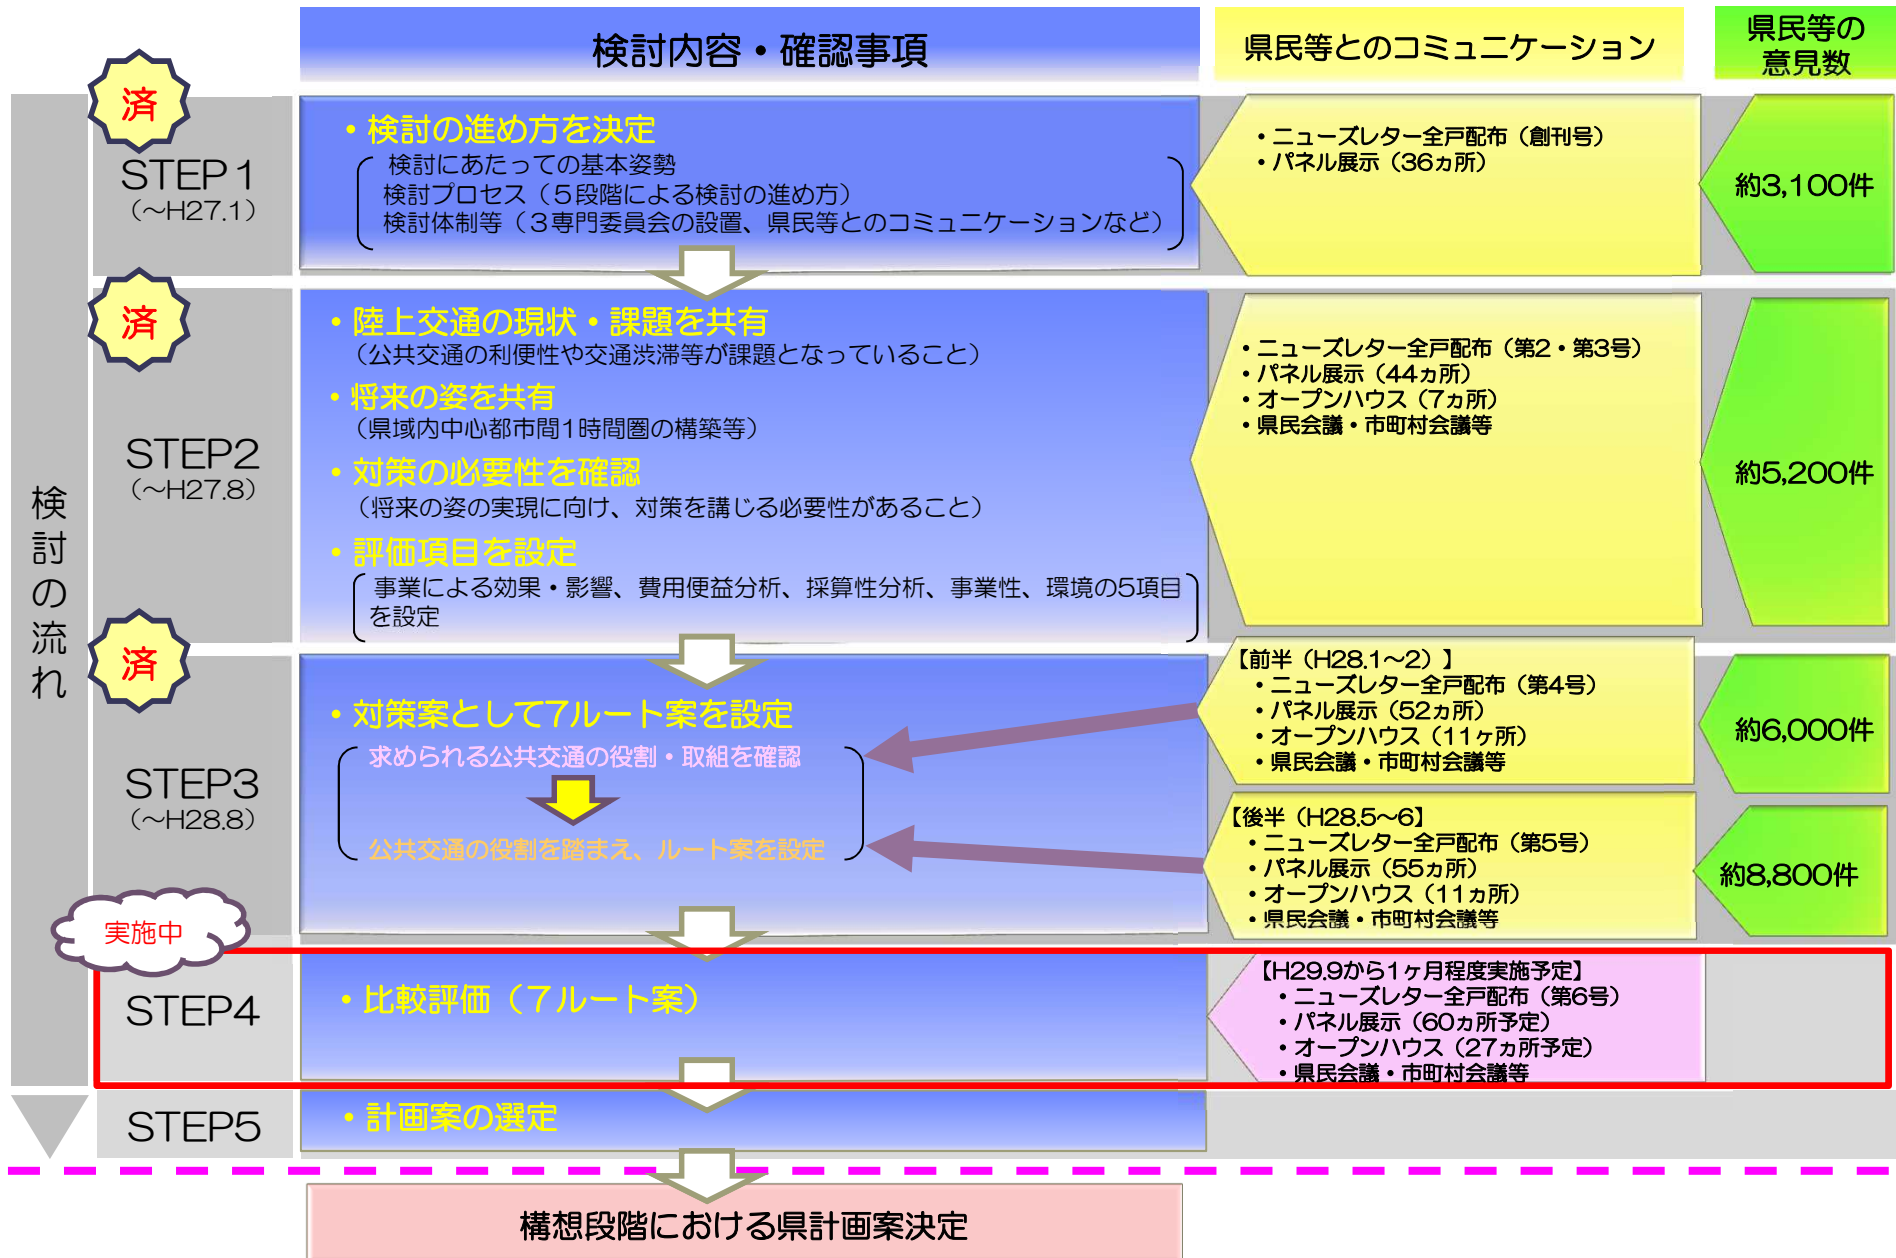 検討内容・確認事項
県民等とのコミュニケーション
県民等の
意見数
検討の流れ
済
STEP1
（～H27.1）
・検討の進め方を決定
検討にあたっての基本姿勢
検討プロセス（５段階による検討の進め方）
検討体制等（３専門委員会の設置、県民等とのコミュニケーションなど）
・ニューズレター全戸配布（創刊号）
・パネル展示（36ヵ所）
約3,100件
済
STEP2
（～H27.8）
・陸上交通の現状・課題を共有
（公共交通の利便性や交通渋滞等が課題となっていること）
・将来の姿を共有
（県域内中心都市間1時間圏の構築等）
・対策の必要性を確認
（将来の姿の実現に向け、対策を講じる必要性があること）
・評価項目を設定
事業による効果・影響、費用便益分析、採算性分析、事業性、環境の5項目
を設定
・ニューズレター全戸配布（第2・第3号）
・パネル展示（44ヵ所）
・オープンハウス（7ヵ所）
・県民会議・市町村会議等
約5,200件
済
STEP3
（～H28.8）
・対策案として7ルート案を設定
求められる公共交通の役割・取組を確認
公共交通の役割を踏まえ、ルート案を設定
【前半（H28.1～2）】
・ニューズレター全戸配布（第4号）
・パネル展示（52ヵ所）
・オープンハウス（11ヶ所）
・県民会議・市町村会議等
約6,000件
【後半（H28.5～6】
・ニューズレター全戸配布（第5号）
・パネル展示（55ヵ所）
・オープンハウス（11ヵ所）
・県民会議・市町村会議等
約8,800件
実施中
STEP4
・比較評価（７ルート案）
【H29.9から1ヶ月程度実施予定】
・ニューズレター全戸配布（第6号）
・パネル展示（60ヵ所予定）
・オープンハウス（27ヵ所予定）
・県民会議・市町村会議等
STEP5
・計画案の選定
構想段階における県計画案決定